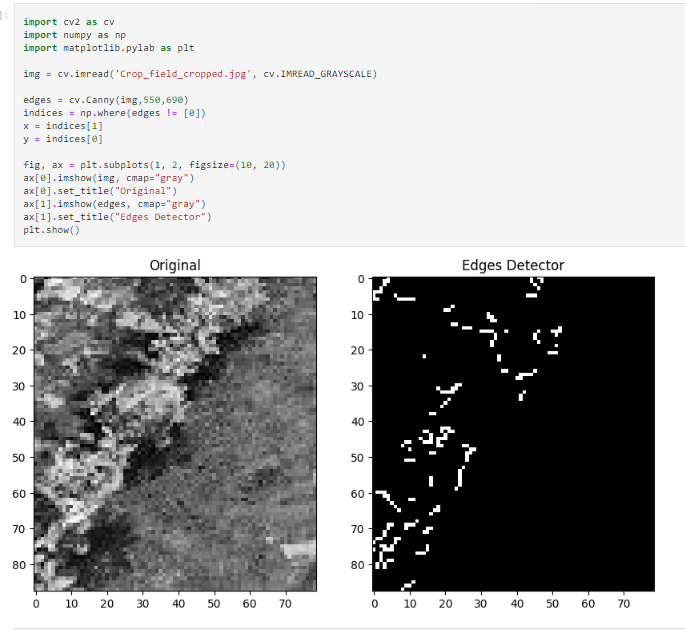 ]:
import cv2 as cv
import numpy as np
import matplotlib.pylab as plt
img = cv.imread('Crop_field_cropped.jpg', cv.IMREAD_GRAYSCALE)
edges = cv.Canny(img,550,690)
indices = np.where(edges != [0])
x = indices[1]
y = indices[0]
fig, ax = plt.subplots(1, 2, figsize=(10, 20))
ax[0].imshow(img, cmap="gray")
ax[0].set_title("Original")
ax[1].imshow(edges, cmap="gray")
ax[1].set_title("Edges Detector")
plt.show()
Original
0
10
20
30
40
50
60
70
80
0 10 20 30 40 50 60 70
Edges Detector
0
10
20
30
40
50
60
70
80
0 10 20 30 40 50 60 70